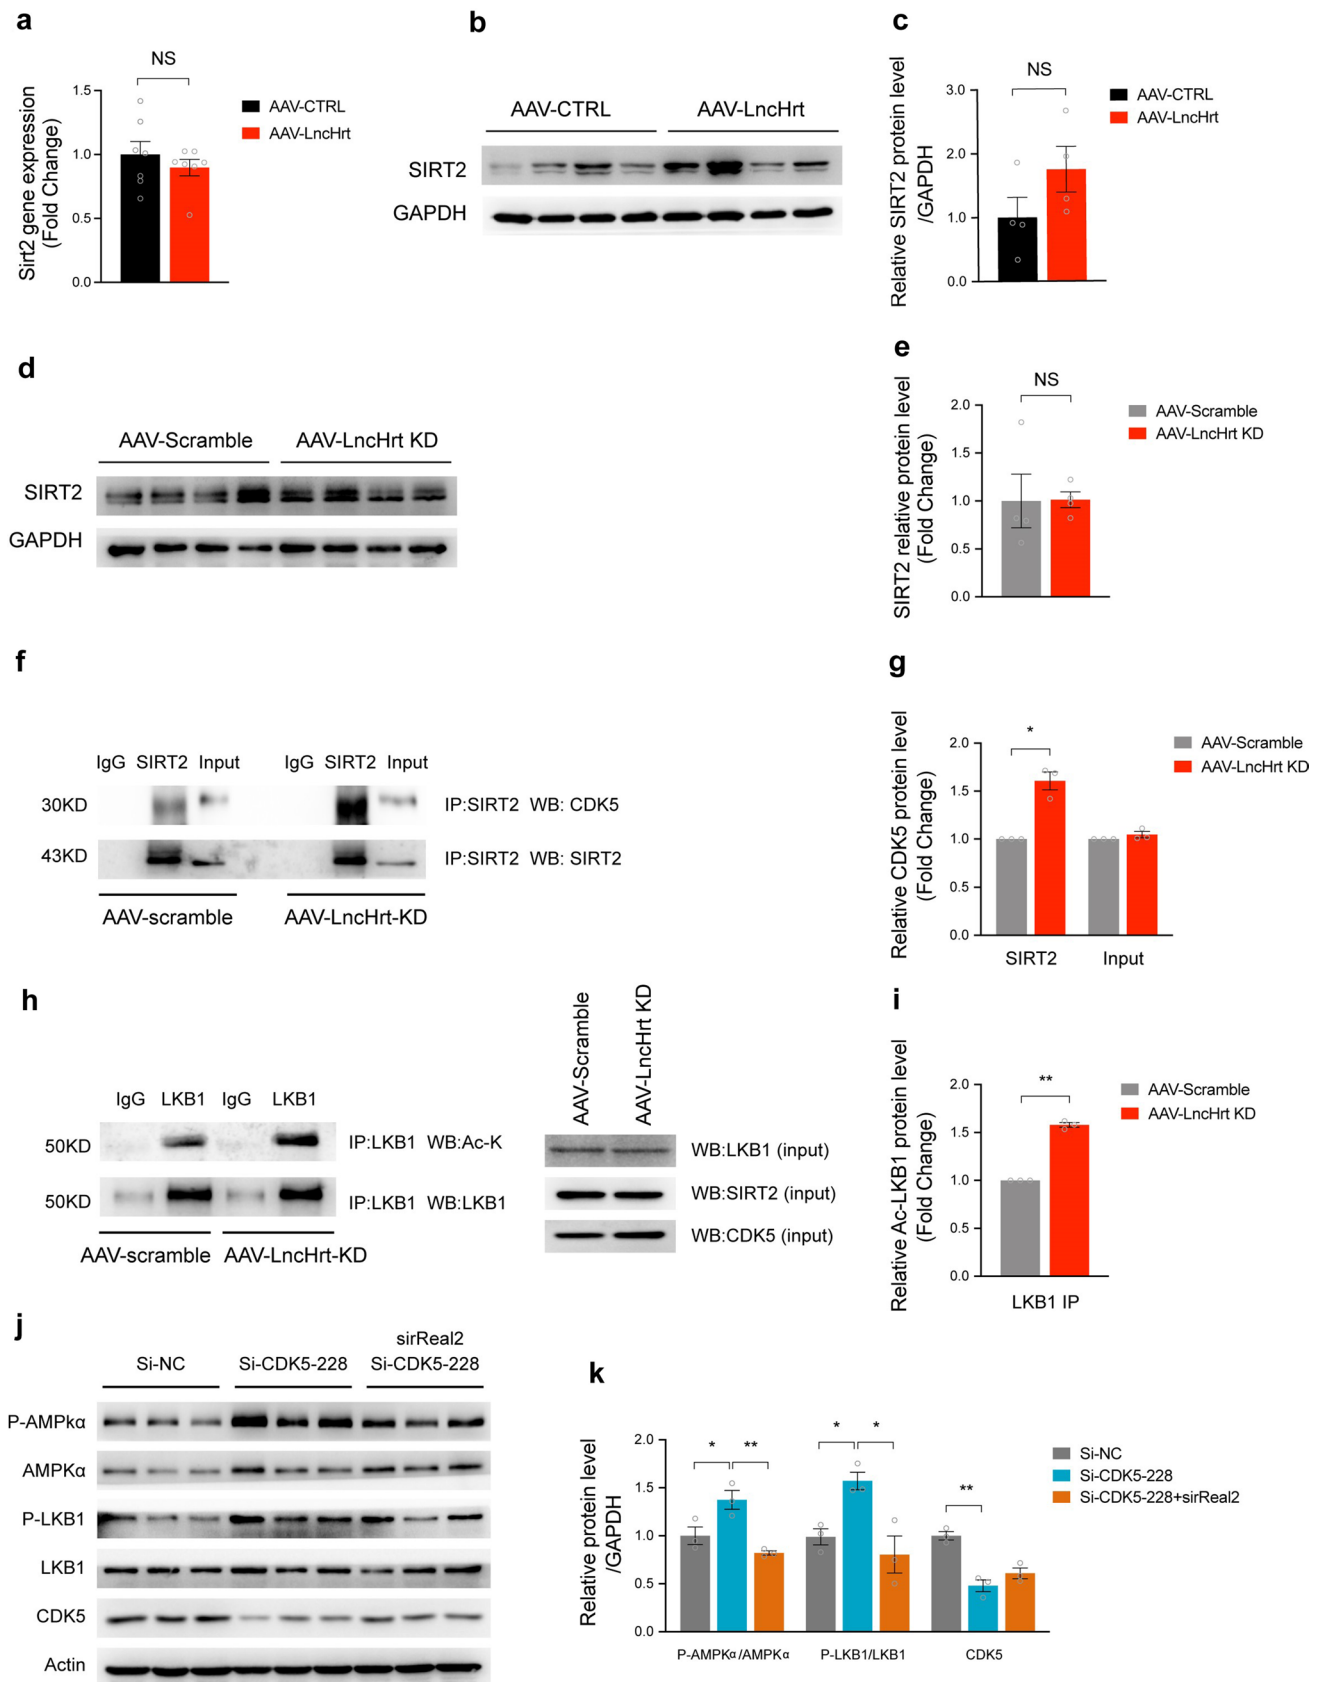 a
NS
Sirt2 gene expression
(Fold Change)
1.5
1.0
0.5
0.0
AAV-CTRL
AAV-LncHrt
b
AAV-CTRL AAV-LncHrt
SIRT2
GAPDH
c
NS
Relative SIRT2 protein level
/GAPDH
3.0
2.0
1.0
0.0
AAV-CTRL
AAV-LncHrt
d
AAV-Scramble AAV-LncHrt KD
SIRT2
GAPDH
e
NS
SIRT2 relative protein level
(Fold Change)
2.0
1.5
1.0
0.5
0.0
AAV-Scramble
AAV-LncHrt KD
f
IgG SIRT2 Input IgG SIRT2 Input
30KD IP:SIRT2 WB: CDK5
43KD IP:SIRT2 WB: SIRT2
AAV-scramble AAV-LncHrt-KD
g
Relative CDK5 protein level
(Fold Change)
2.0
1.5
1.0
0.5
0.0
*
SIRT2 Input
AAV-Scramble
AAV-LncHrt KD
h
IgG LKB1 IgG LKB1
50KD IP:LKB1 WB:Ac-K
50KD IP:LKB1 WB:LKB1
AAV-scramble AAV-LncHrt-KD
AAV-Scramble
AAV-LncHrt KD
WB:LKB1 (input)
WB:SIRT2 (input)
WB:CDK5 (input)
i
Relative Ac-LKB1 protein level
(Fold Change)
2.0
1.5
1.0
0.5
0.0
**
LKB1 IP
AAV-Scramble
AAV-LncHrt KD
j
sirReal2
Si-NC Si-CDK5-228 Si-CDK5-228
P-AMPkα
AMPKα
P-LKB1
LKB1
CDK5
Actin
k
Relative protein level
/GAPDH
2.0
1.5
1.0
0.5
0.0
* ** * * **
P-AMPKα/AMPKα P-LKB1/LKB1 CDK5
Si-NC
Si-CDK5-228
Si-CDK5-228+sirReal2